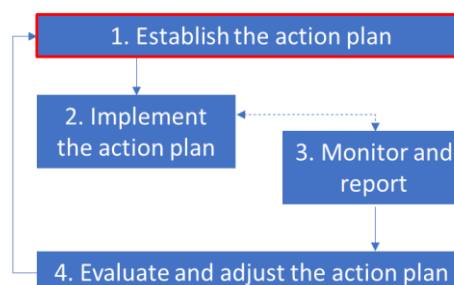 1. Establish the action plan
2. Implement
the action plan
3. Monitor and
report
4. Evaluate and adjust the action plan